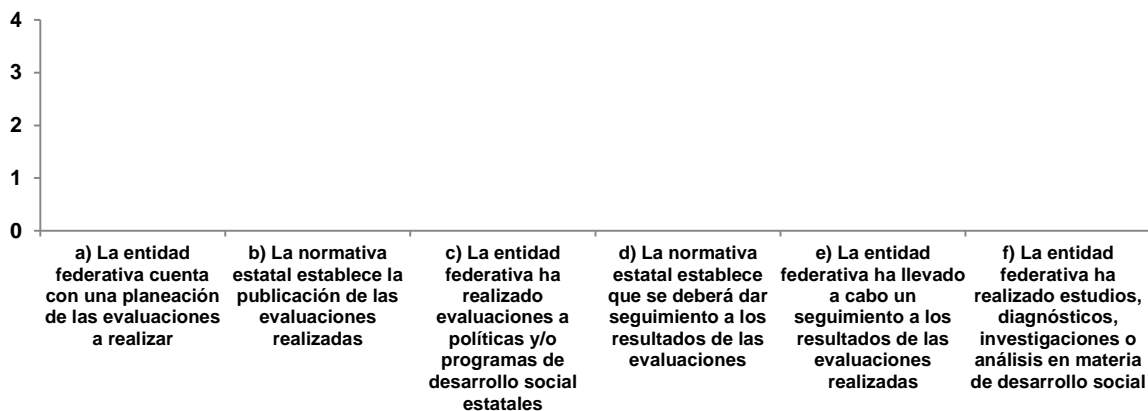 4
3
2
1
0
a) La entidad
federativa cuenta
con una planeación
de las evaluaciones
a realizar
b) La normativa
estatal establece la
publicación de las
evaluaciones
realizadas
c) La entidad
federativa ha
realizado
evaluaciones a
políticas y/o
programas de
desarrollo social
estatales
d) La normativa
estatal establece
que se deberá dar
seguimiento a los
resultados de las
evaluaciones
e) La entidad
federativa ha llevado
a cabo un
seguimiento a los
resultados de las
evaluaciones
realizadas
f) La entidad
federativa ha
realizado estudios,
diagnósticos,
investigaciones o
análisis en materia
de desarrollo social